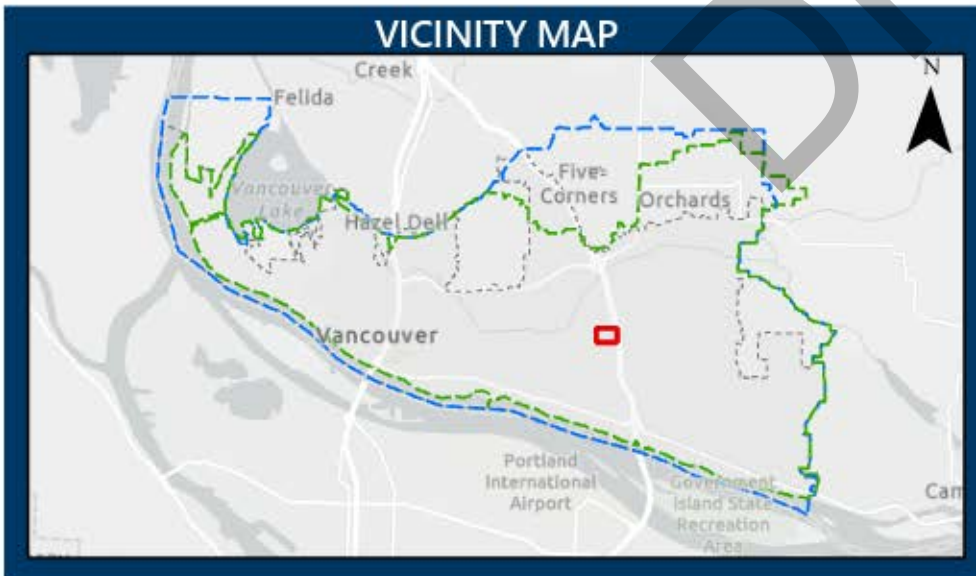 VICINITY MAP
Creek
N
Felida
Vancouver
Lake
Hazel Dell
Five
Corners
Orchards
Vancouver
Portland
International
Airport
Government
Island State
Recreation
Area
Cam